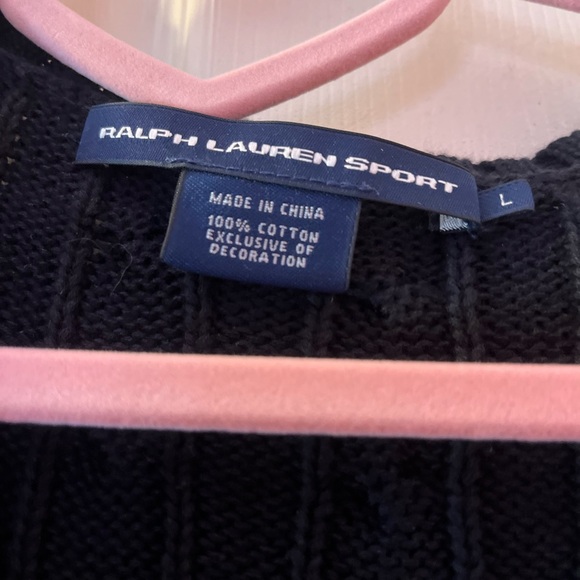 RALPH LAUREN SPORT
L
MADE IN CHINA
100% COTTON
EXCLUSIVE OF
DECORATION